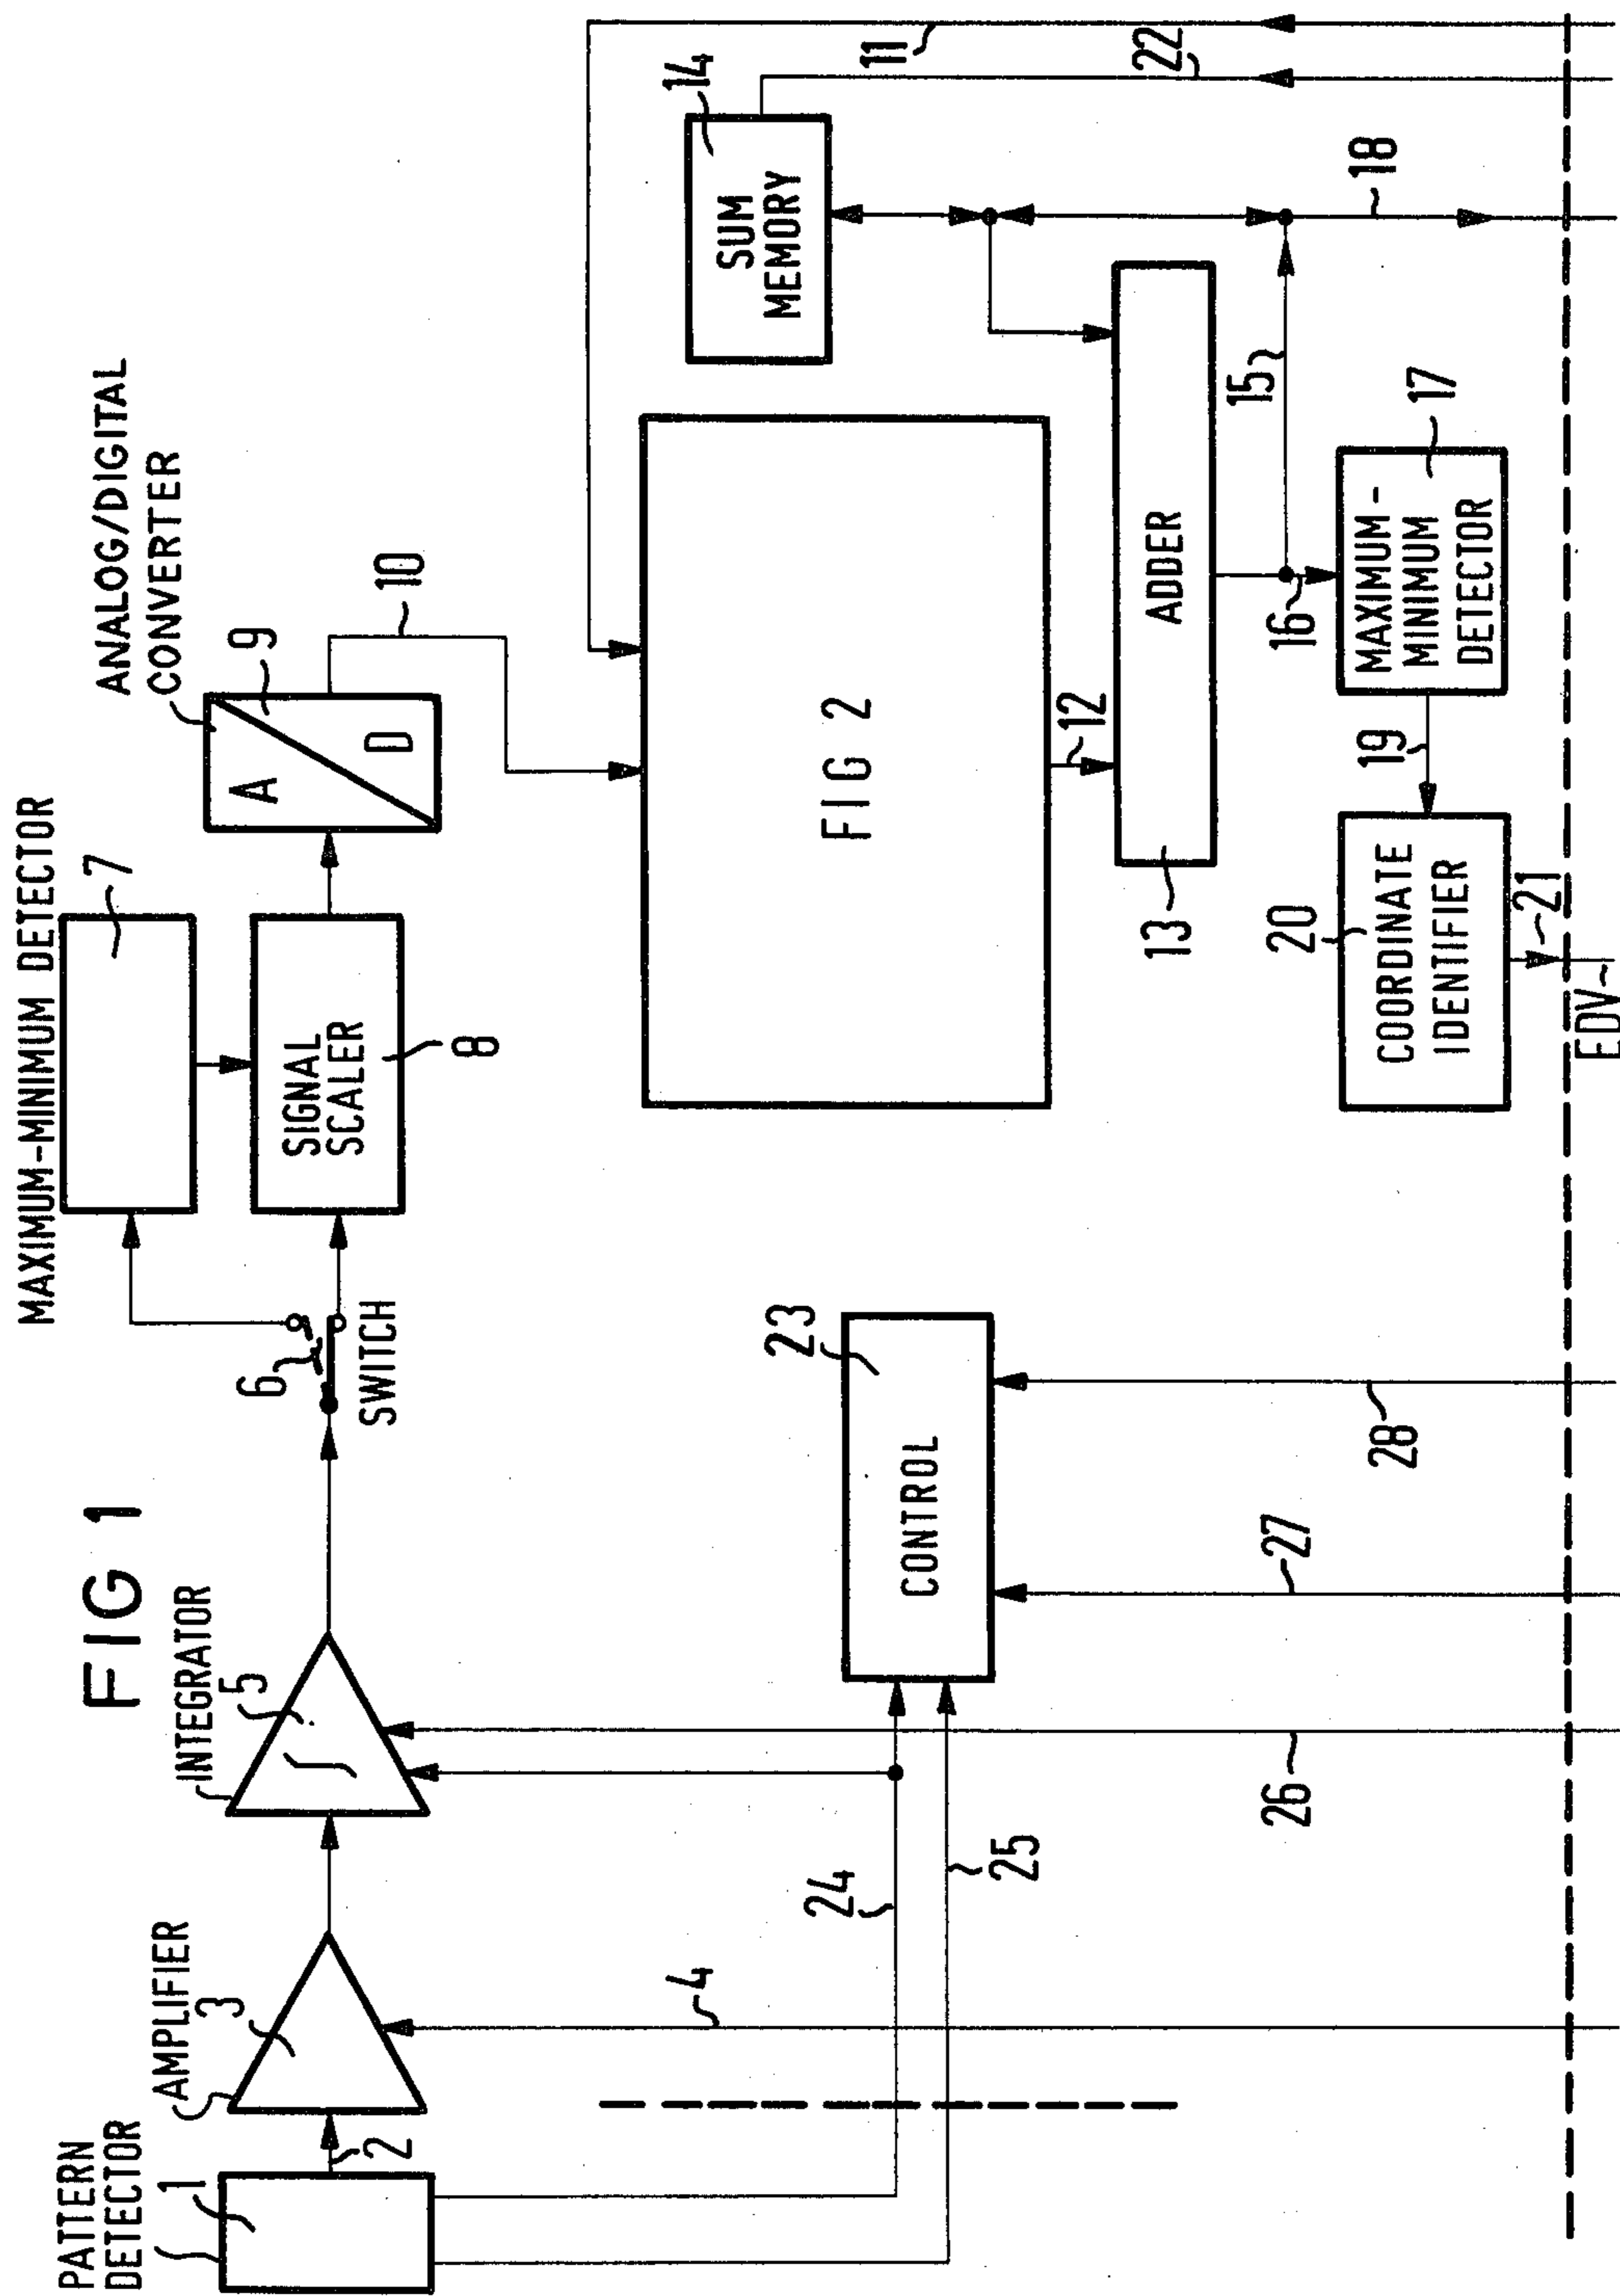 FIG 1
PATTERN
DETECTOR
1
2
AMPLIFIER
3
4
INTEGRATOR
5
6
SWITCH
MAXIMUM-MINIMUM DETECTOR
7
SIGNAL
SCALER
8
ANALOG/DIGITAL
CONVERTER
A
9
D
10
11
FIG 2
12
ADDER
13
SUM
MEMORY
14
15
16
MAXIMUM-
MINIMUM
DETECTOR
17
18
19
COORDINATE
IDENTIFIER
20
21
22
CONTROL
23
24
25
26
27
28
EDV